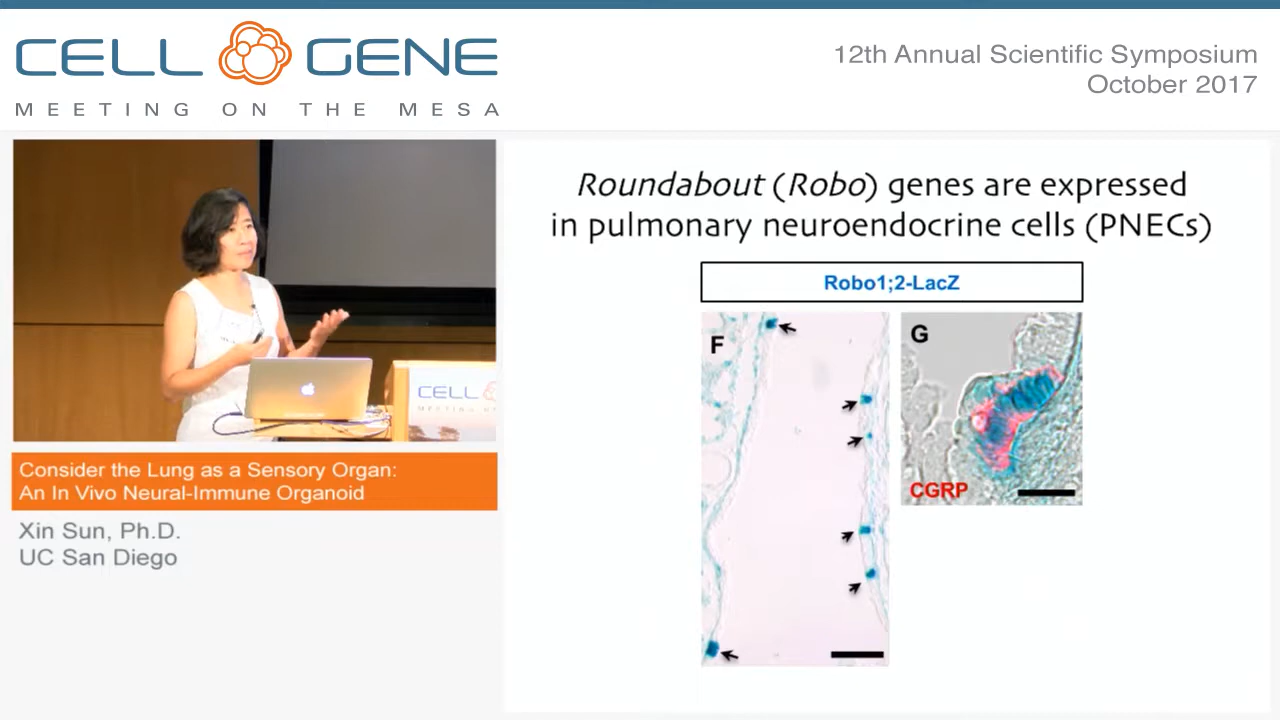 CELL GENE
MEETING ON THE MESA
12th Annual Scientific Symposium
October 2017
CELL
Consider the Lung as a Sensory Organ:
An In Vivo Neural-Immune Organoid
Xin Sun, Ph.D.
UC San Diego
Roundabout (Robo) genes are expressed
in pulmonary neuroendocrine cells (PNECs)
Robo1;2-LacZ
F
G
CGRP